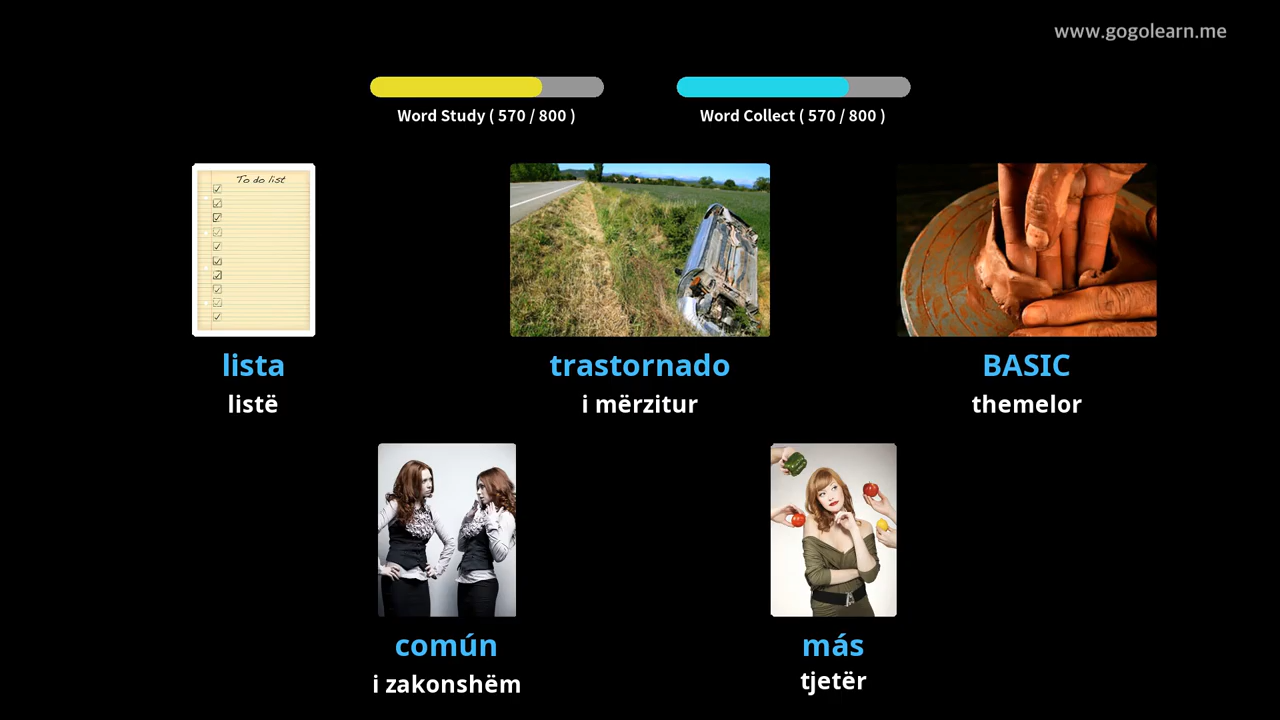 www.gogolearn.me
Word Study ( 570 / 800 )
Word Collect ( 570 / 800 )
To do list
lista
trastornado
BASIC
listë
i mërzitur
themelor
común
más
i zakonshëm
tjetër